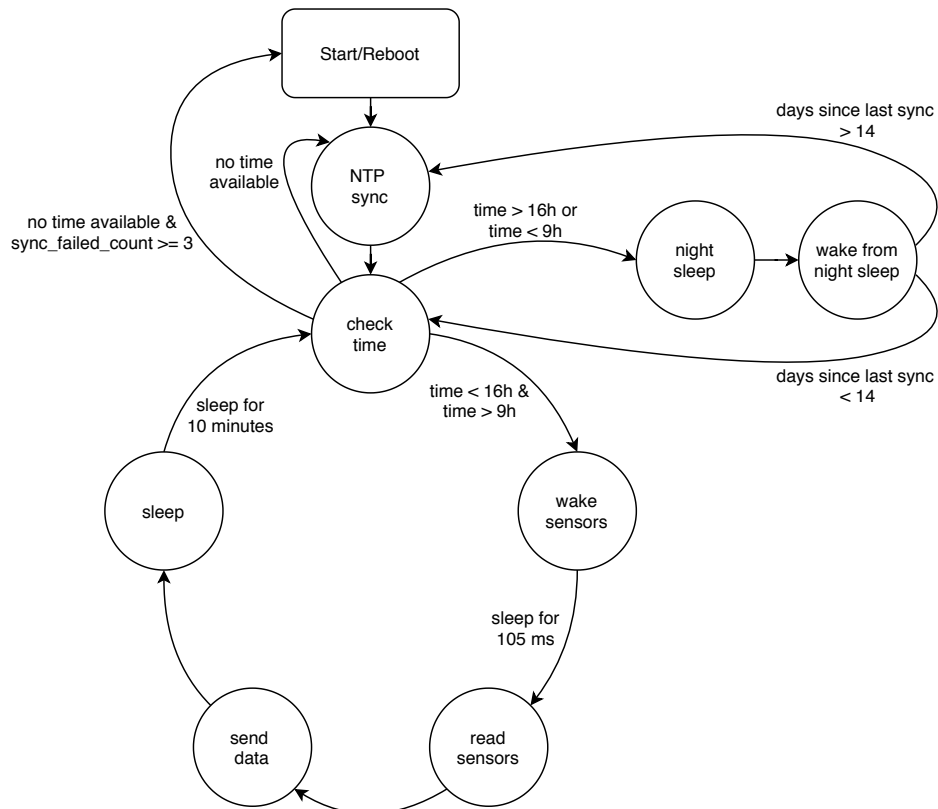 Start/Reboot
days since last sync
> 14
no time
available
NTP
sync
time > 16h or
time < 9h
no time available &
sync_failed_count >= 3
night
sleep
wake from
night sleep
check
time
days since last sync
< 14
time < 16h &
time > 9h
sleep for
10 minutes
sleep
wake
sensors
sleep for
105 ms
send
data
read
sensors